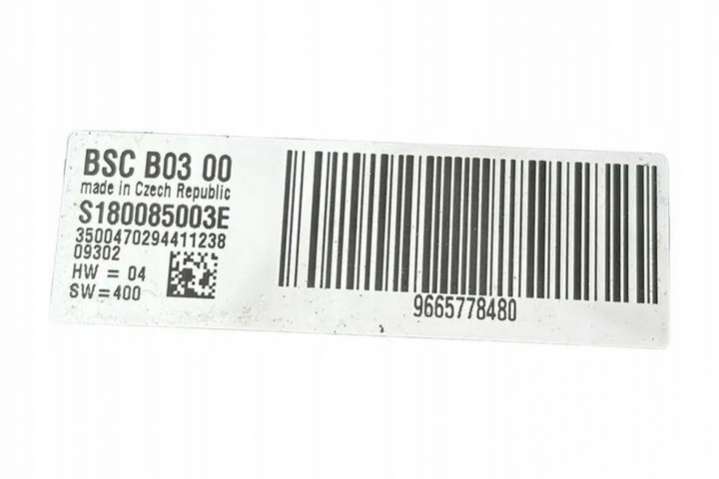 BSC B03 00
made in Czech Republic
S180085003E
3500470294411238
09302
HW = 04
SW=400
9665778480